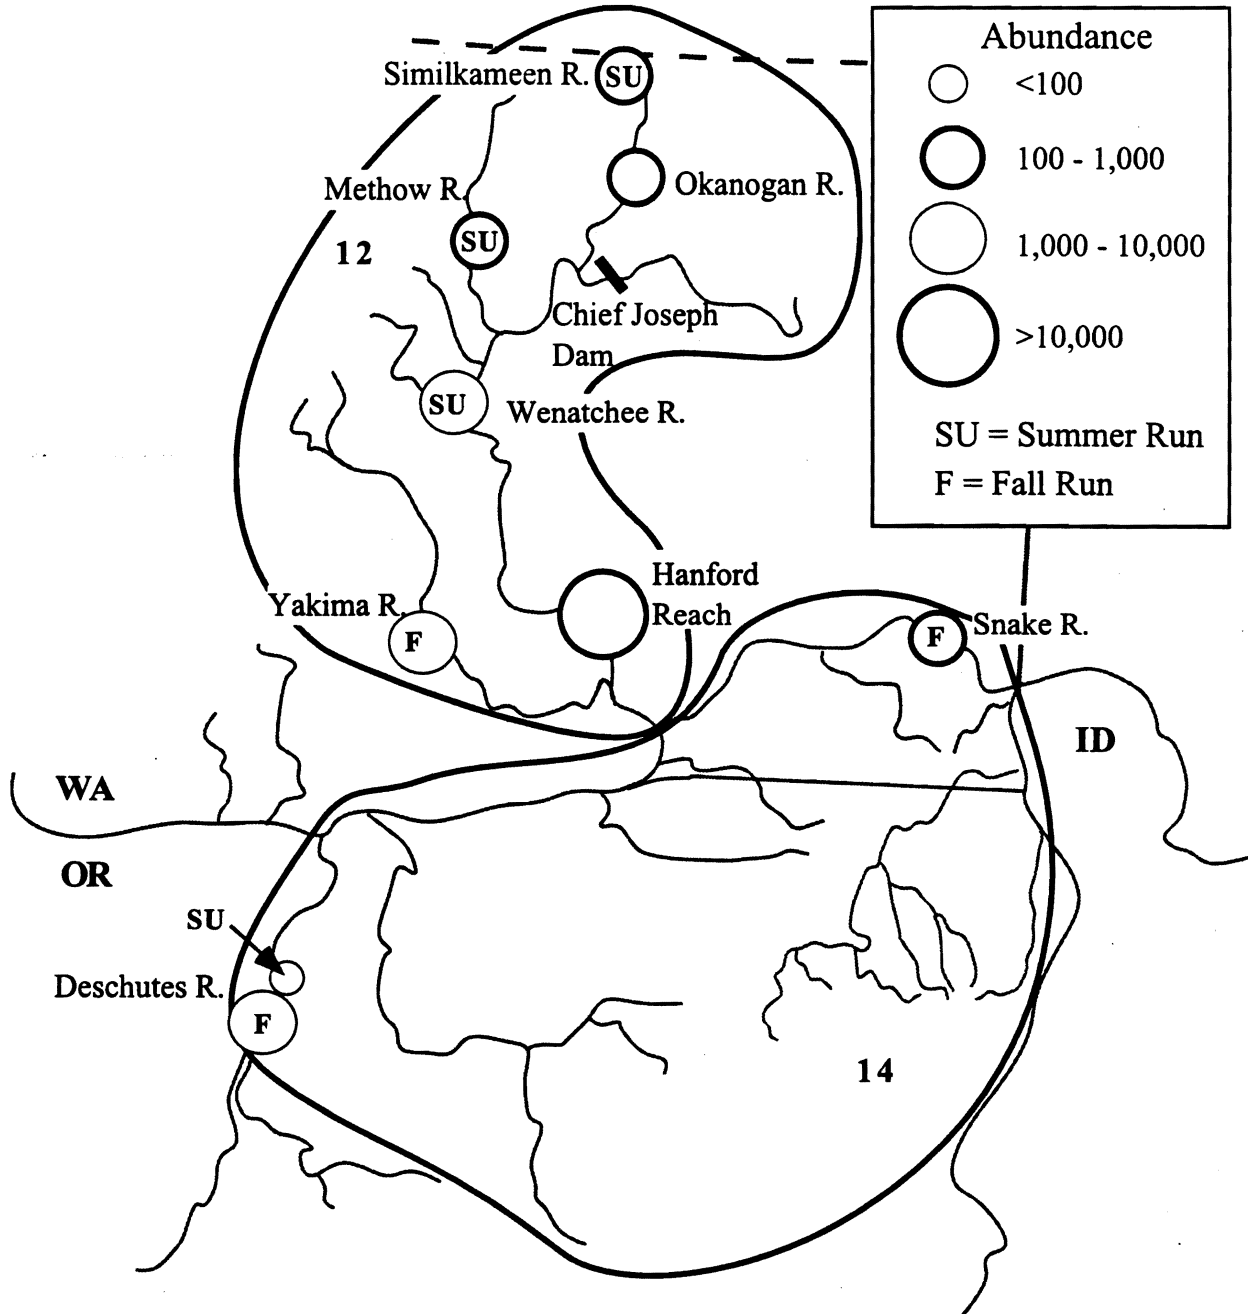 Abundance
<100
100 - 1,000
1,000 - 10,000
>10,000
SU = Summer Run
F = Fall Run
Similkameen R.
SU
Methow R.
Okanogan R.
12
SU
Chief Joseph
Dam
SU
Wenatchee R.
Hanford
Reach
Yakima R.
F
F
Snake R.
ID
WA
OR
SU
Deschutes R.
F
14